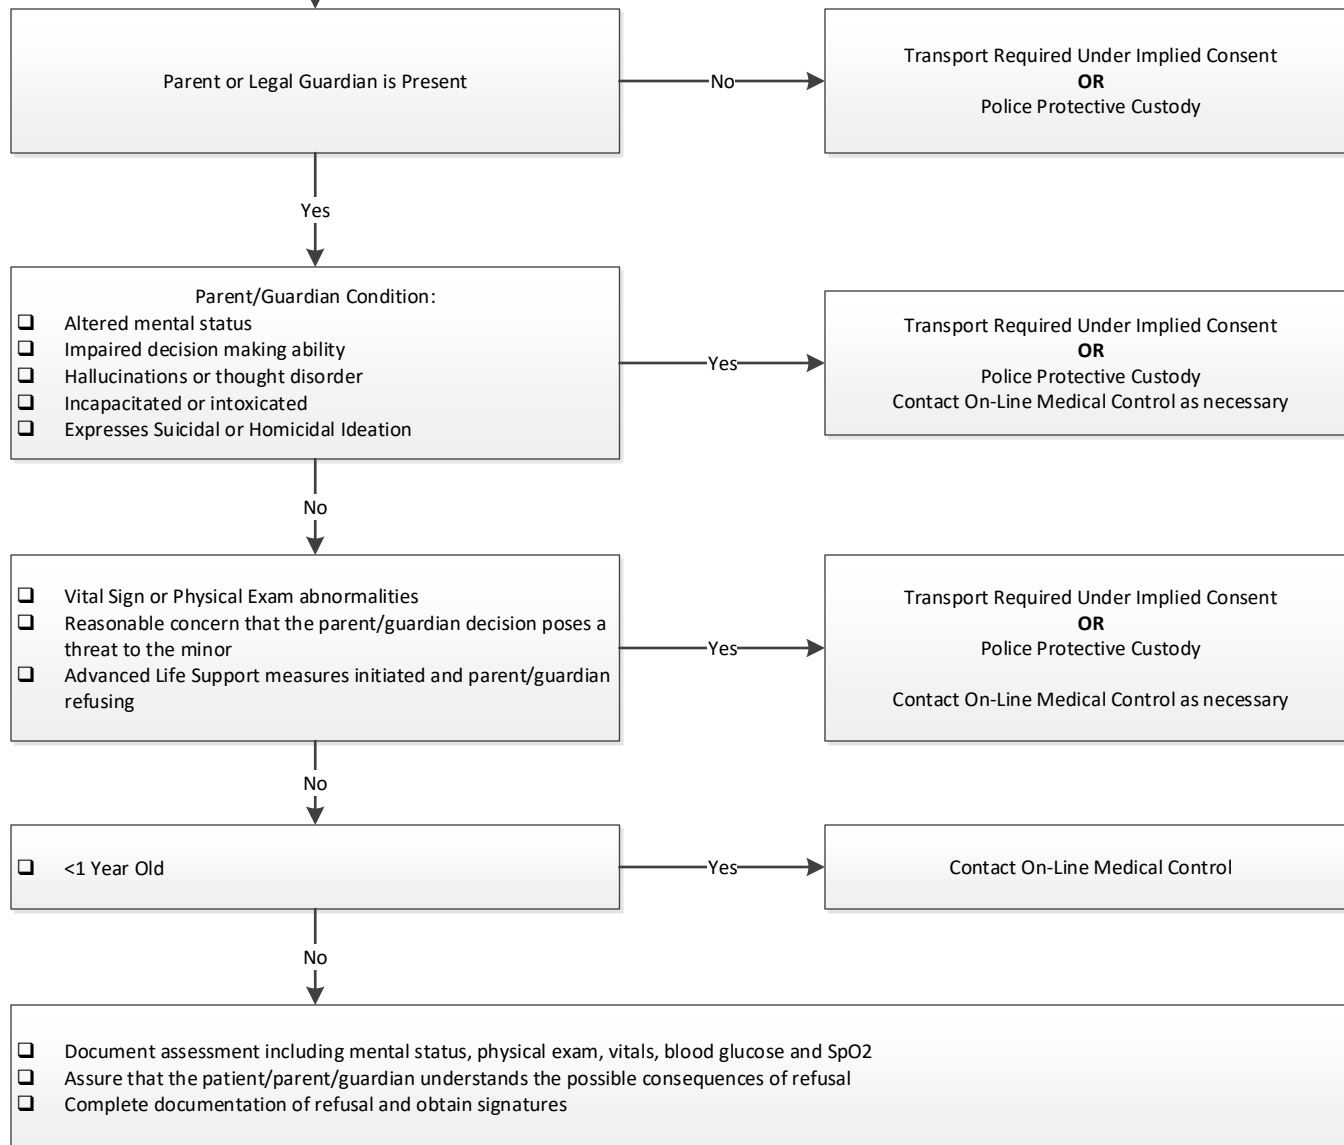 Parent or Legal Guardian is Present
No
Transport Required Under Implied Consent
OR
Police Protective Custody
Yes
Parent/Guardian Condition:
❑ Altered mental status
❑ Impaired decision making ability
❑ Hallucinations or thought disorder
❑ Incapacitated or intoxicated
❑ Expresses Suicidal or Homicidal Ideation
Yes
Transport Required Under Implied Consent
OR
Police Protective Custody
Contact On-Line Medical Control as necessary
No
❑ Vital Sign or Physical Exam abnormalities
❑ Reasonable concern that the parent/guardian decision poses a
threat to the minor
❑ Advanced Life Support measures initiated and parent/guardian
refusing
Yes
Transport Required Under Implied Consent
OR
Police Protective Custody
Contact On-Line Medical Control as necessary
No
❑ <1 Year Old
Yes
Contact On-Line Medical Control
No
❑ Document assessment including mental status, physical exam, vitals, blood glucose and SpO2
❑ Assure that the patient/parent/guardian understands the possible consequences of refusal
❑ Complete documentation of refusal and obtain signatures